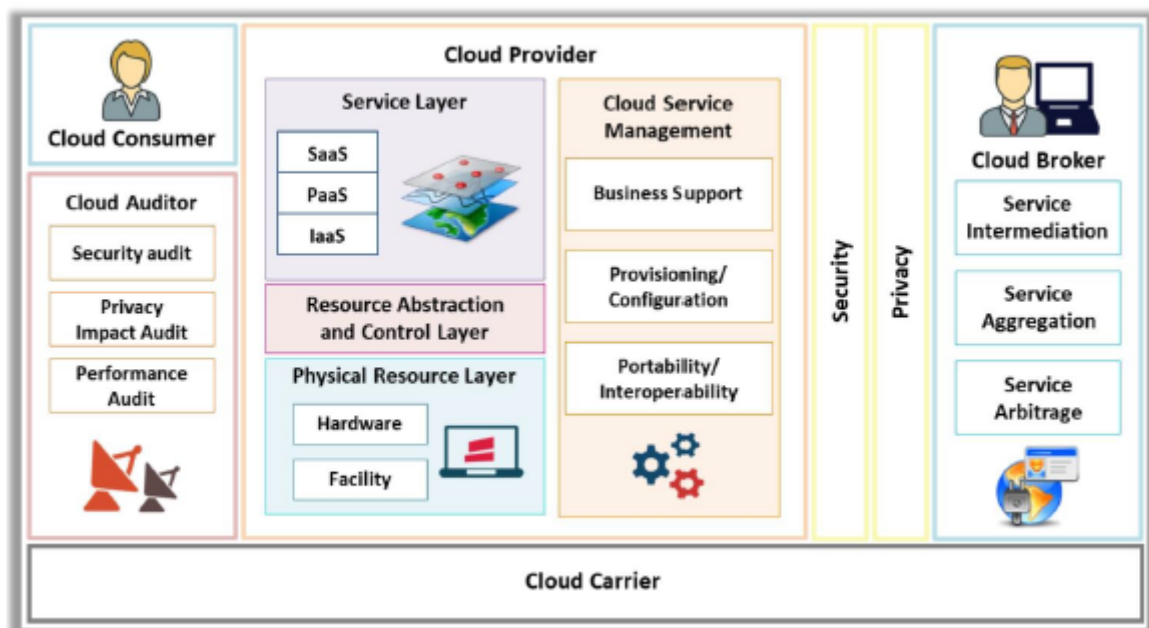 Cloud Consumer
Cloud Auditor
Security audit
Privacy
Impact Audit
Performance
Audit
Cloud Provider
Service Layer
SaaS
PaaS
IaaS
Resource Abstraction
and Control Layer
Physical Resource Layer
Hardware
Facility
Cloud Service
Management
Business Support
Provisioning/
Configuration
Portability/
Interoperability
Security
Privacy
Cloud Broker
Service
Intermediation
Service
Aggregation
Service
Arbitrage
Cloud Carrier